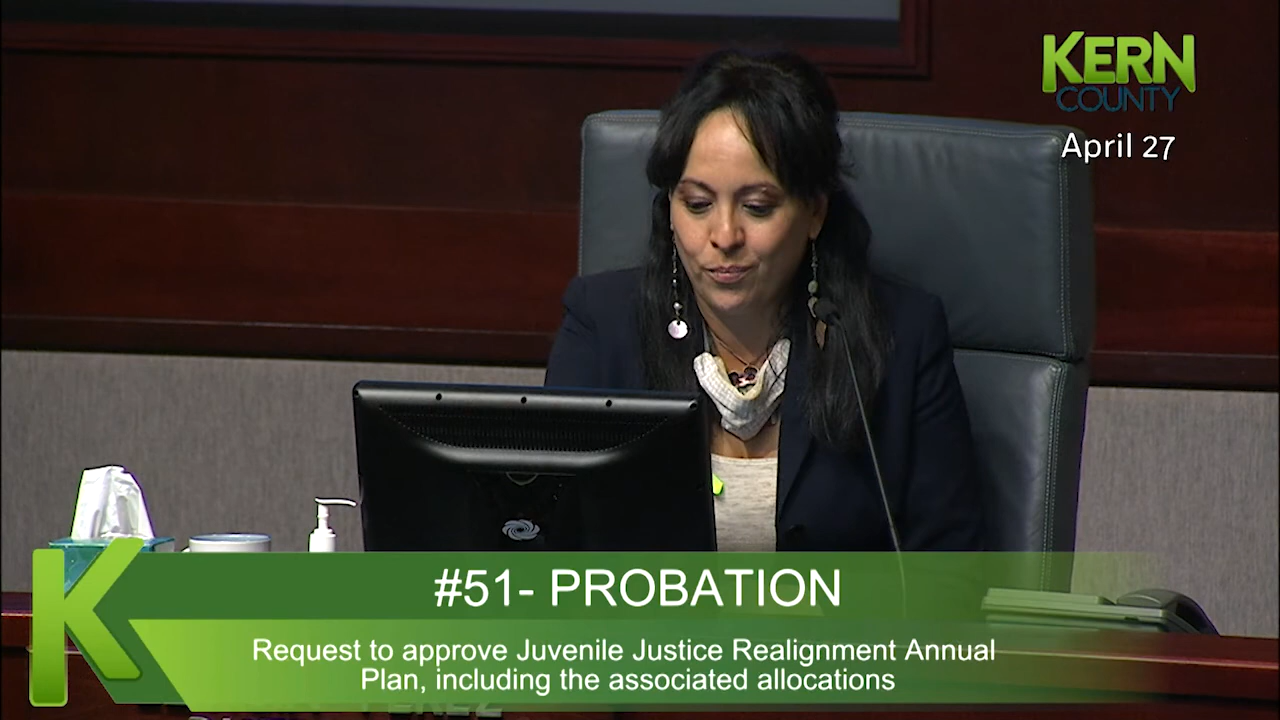 KERN
COUNTY
April 27
#51- PROBATION
Request to approve Juvenile Justice Realignment Annual
Plan, including the associated allocations
K